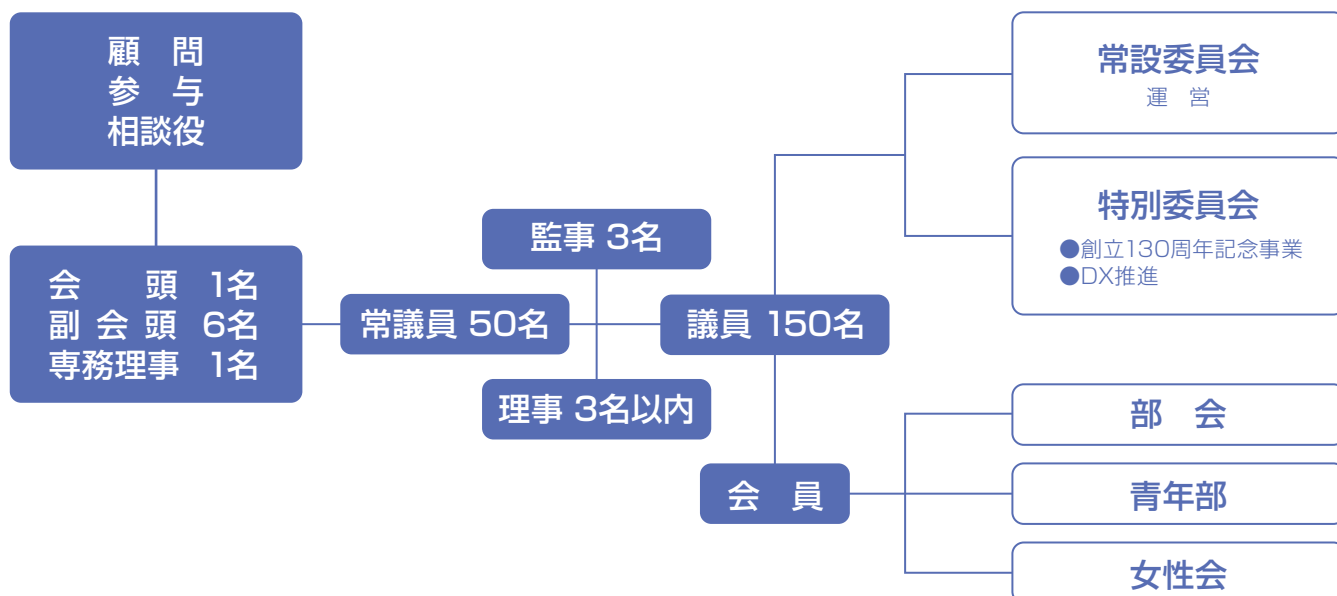 顧　問
参　与
相談役
会　　頭　1名
副 会 頭　6名
専務理事　1名
常議員 50名
監事 3名
理事 3名以内
議員 150名
会　員
常設委員会
運　営
特別委員会
●創立130周年記念事業
●DX推進
部　会
青年部
女性会